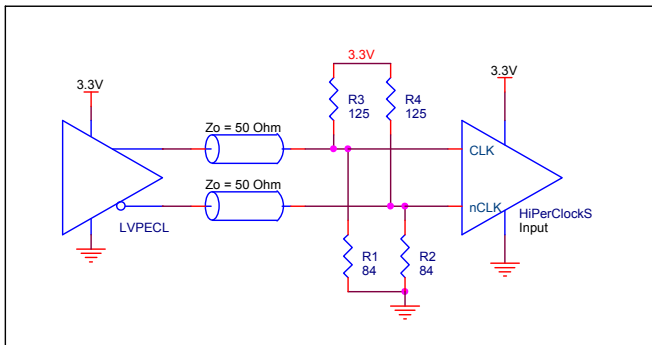 3.3V
3.3V
3.3V
R3
125
R4
125
Zo = 50 Ohm
CLK
Zo = 50 Ohm
nCLK
HiPerClockS
Input
LVPECL
R1
84
R2
84